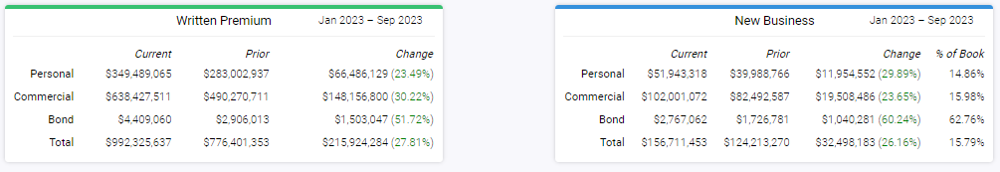 Written Premium Jan 2023 – Sep 2023
Current Prior Change
Personal $349,489,065 $283,002,937 $66,486,129 (23.49%)
Commercial $638,427,511 $490,270,711 $148,156,800 (30.22%)
Bond $4,409,060 $2,906,013 $1,503,047 (51.72%)
Total $992,325,637 $776,401,353 $215,924,284 (27.81%)
New Business Jan 2023 – Sep 2023
Current Prior Change % of Book
Personal $51,943,318 $39,988,766 $11,954,552 (29.89%) 14.86%
Commercial $102,001,072 $82,492,587 $19,508,486 (23.65%) 15.98%
Bond $2,767,062 $1,726,781 $1,040,281 (60.24%) 62.76%
Total $156,711,453 $124,213,270 $32,498,183 (26.16%) 15.79%